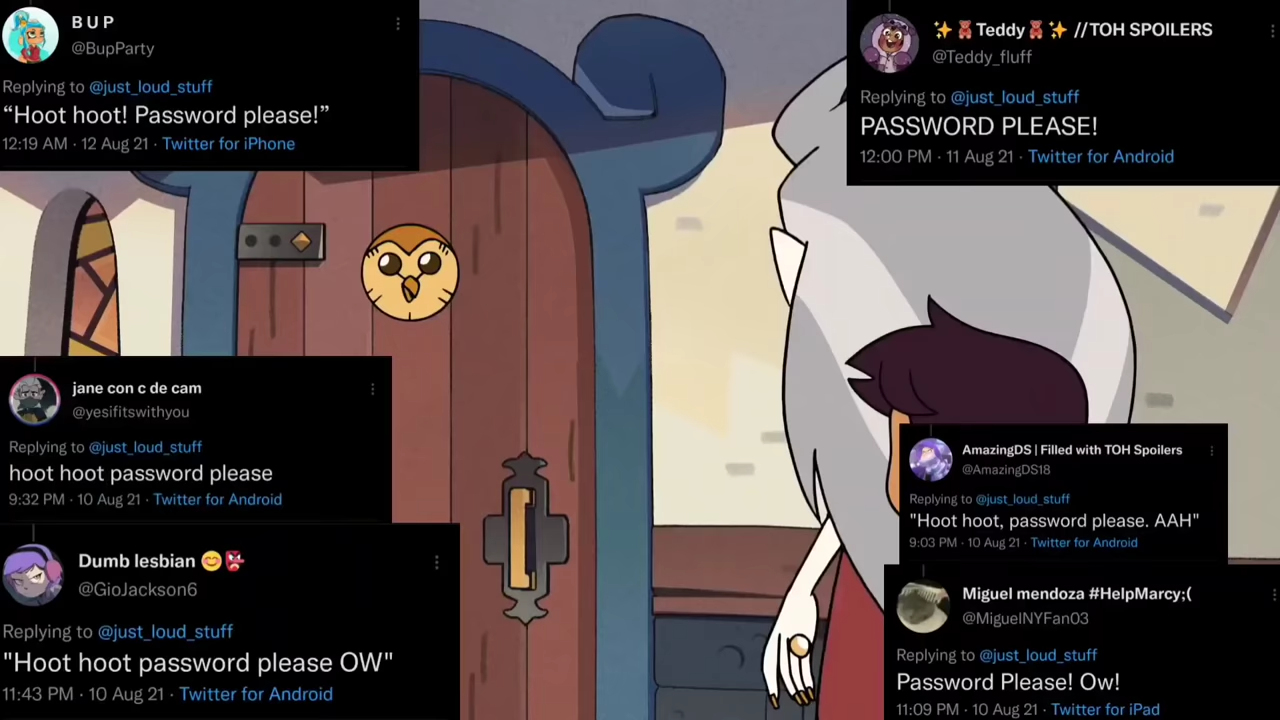 B U P
@BupParty
Replying to @just_loud_stuff
“Hoot hoot! Password please!”
12:19 AM · 12 Aug 21 · Twitter for iPhone
✨🧸Teddy🧸✨ //TOH SPOILERS
@Teddy_fluff
Replying to @just_loud_stuff
PASSWORD PLEASE!
12:00 PM · 11 Aug 21 · Twitter for Android
jane con c de cam
@yesifitswithyou
Replying to @just_loud_stuff
hoot hoot password please
9:32 PM · 10 Aug 21 · Twitter for Android
AmazingDS | Filled with TOH Spoilers
@AmazingDS18
Replying to @just_loud_stuff
"Hoot hoot, password please. AAH"
9:03 PM · 10 Aug 21 · Twitter for Android
Dumb lesbian 😊👺
@GioJackson6
Replying to @just_loud_stuff
"Hoot hoot password please OW"
11:43 PM · 10 Aug 21 · Twitter for Android
Miguel mendoza #HelpMarcy;(
@MiguelNYFan03
Replying to @just_loud_stuff
Password Please! Ow!
11:09 PM · 10 Aug 21 · Twitter for iPad